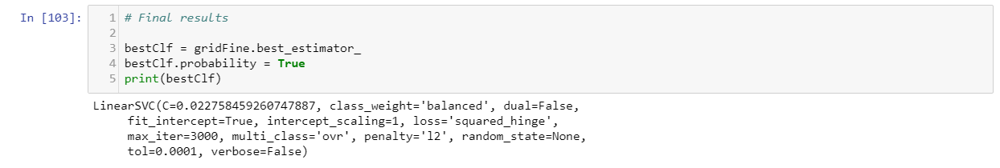 In [103]:
1 # Final results
2
3 bestClf = gridFine.best_estimator_
4 bestClf.probability = True
5 print(bestClf)
LinearSVC(C=0.022758459260747887, class_weight='balanced', dual=False,
     fit_intercept=True, intercept_scaling=1, loss='squared_hinge',
     max_iter=3000, multi_class='ovr', penalty='l2', random_state=None,
     tol=0.0001, verbose=False)